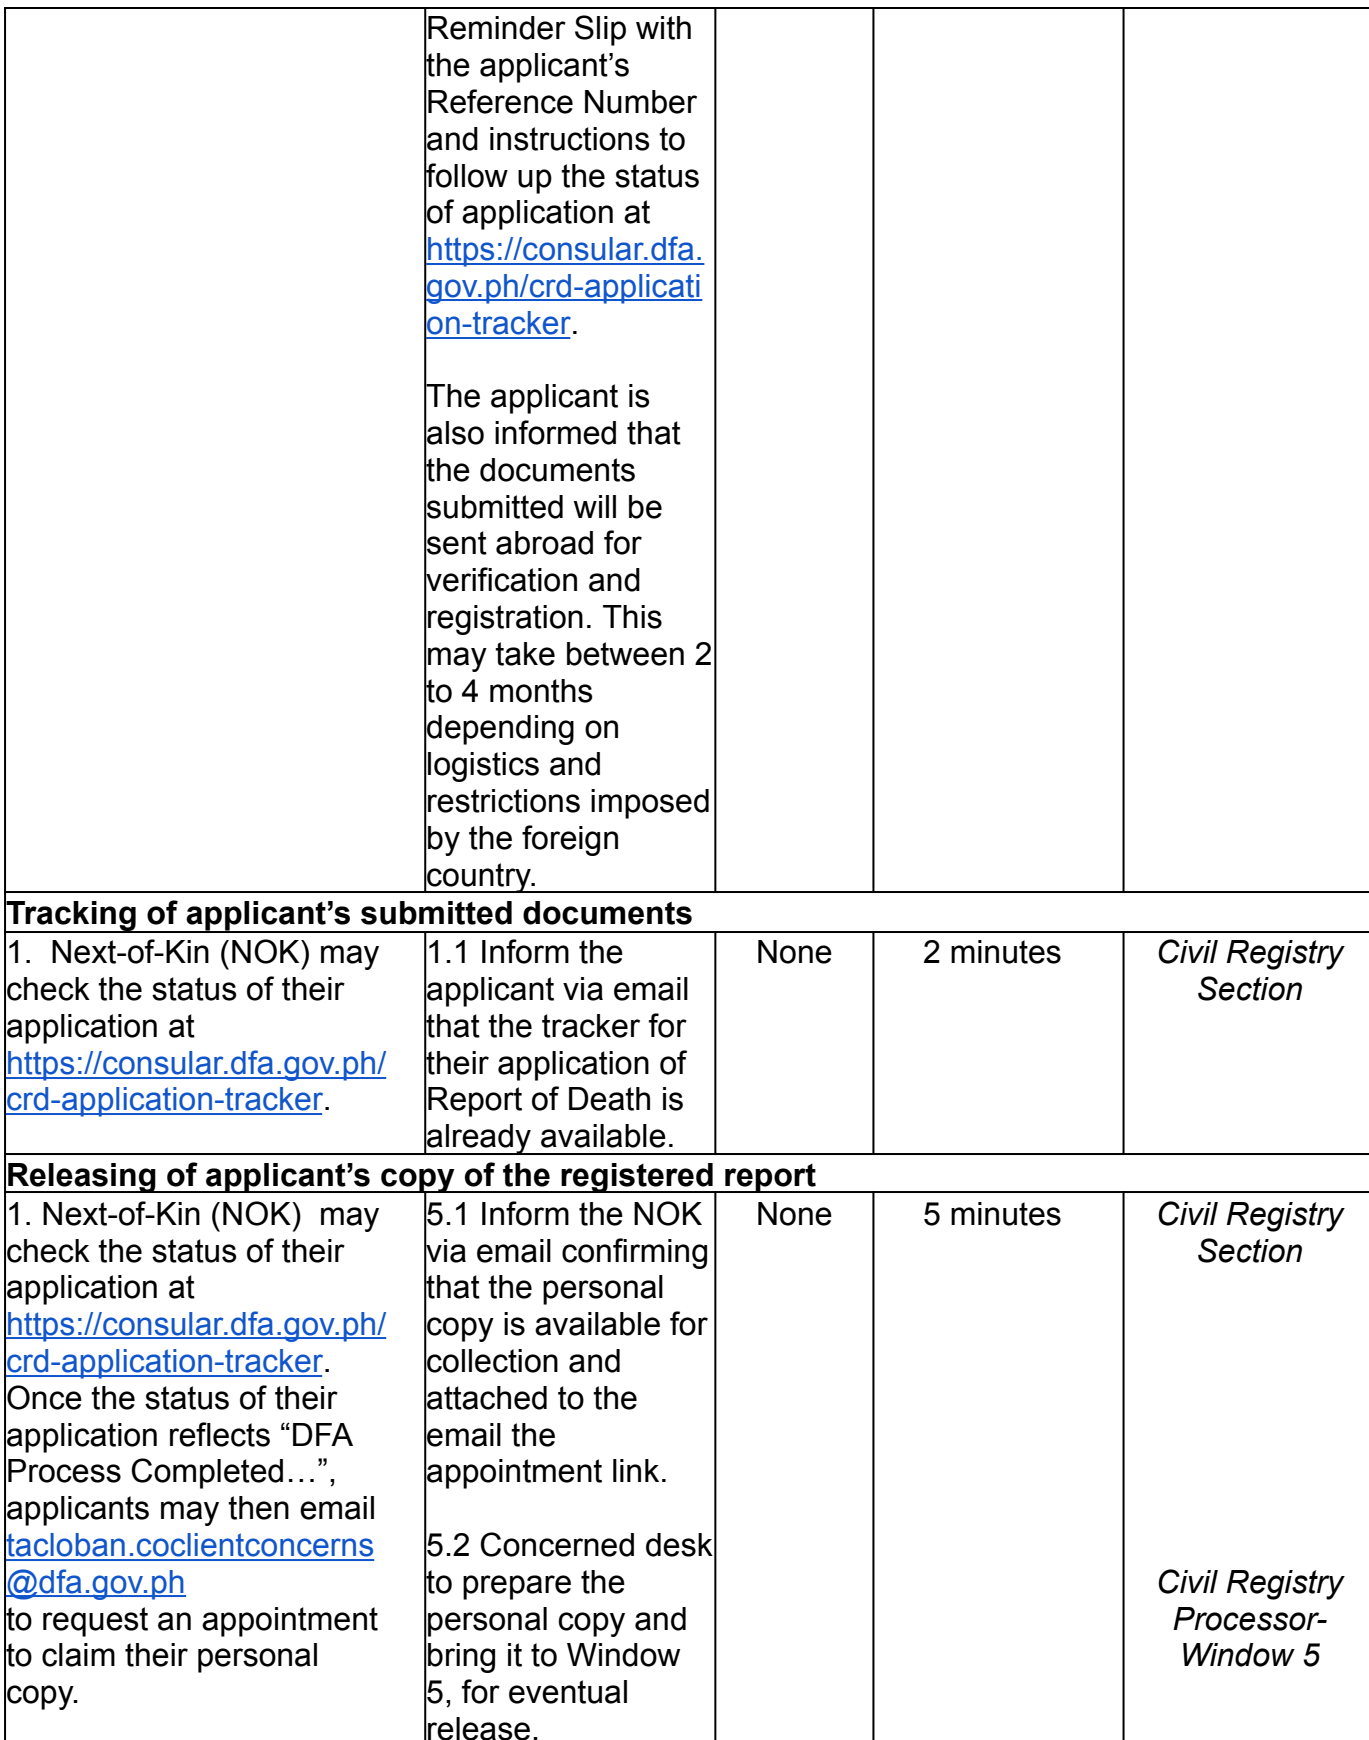 Reminder Slip with
the applicant’s
Reference Number
and instructions to
follow up the status
of application at
https://consular.dfa.
gov.ph/crd-applicati
on-tracker.
The applicant is
also informed that
the documents
submitted will be
sent abroad for
verification and
registration. This
may take between 2
to 4 months
depending on
logistics and
restrictions imposed
by the foreign
country.
Tracking of applicant’s submitted documents
1. Next-of-Kin (NOK) may
check the status of their
application at
https://consular.dfa.gov.ph/
crd-application-tracker.
1.1 Inform the
applicant via email
that the tracker for
their application of
Report of Death is
already available.
None
2 minutes
Civil Registry
Section
Releasing of applicant’s copy of the registered report
1. Next-of-Kin (NOK) may
check the status of their
application at
https://consular.dfa.gov.ph/
crd-application-tracker.
Once the status of their
application reflects “DFA
Process Completed…”,
applicants may then email
tacloban.coclientconcerns
@dfa.gov.ph
to request an appointment
to claim their personal
copy.
5.1 Inform the NOK
via email confirming
that the personal
copy is available for
collection and
attached to the
email the
appointment link.
5.2 Concerned desk
to prepare the
personal copy and
bring it to Window
5, for eventual
release.
None
5 minutes
Civil Registry
Section
Civil Registry
Processor-
Window 5